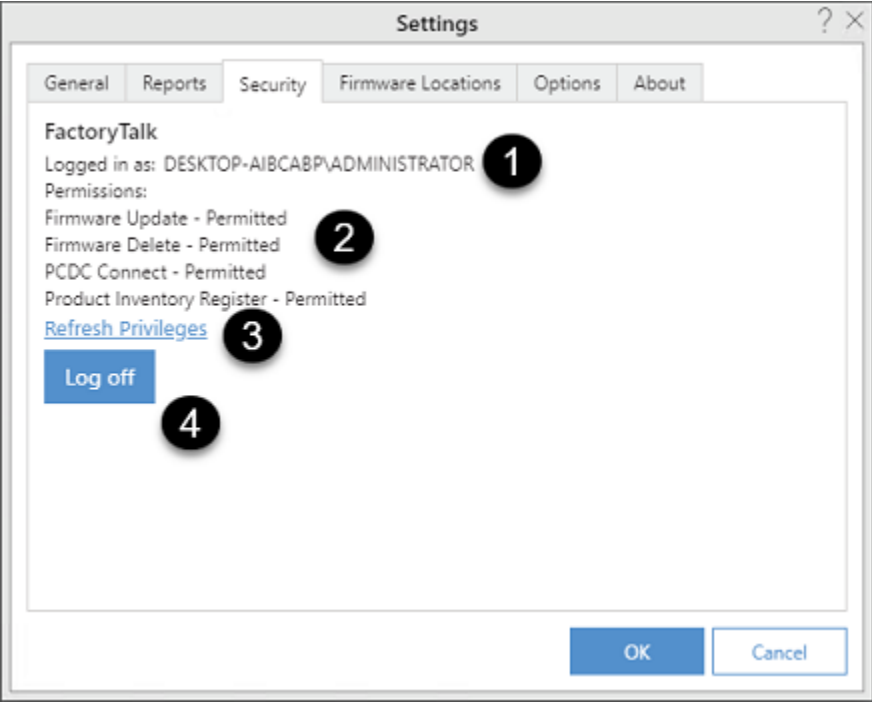 Settings
General Reports Security Firmware Locations Options About
FactoryTalk
Logged in as: DESKTOP-AIBCABP\ADMINISTRATOR 1
Permissions:
Firmware Update - Permitted
2
Firmware Delete - Permitted
PCDC Connect - Permitted
Product Inventory Register - Permitted
Refresh Privileges 3
Log off
4
OK Cancel